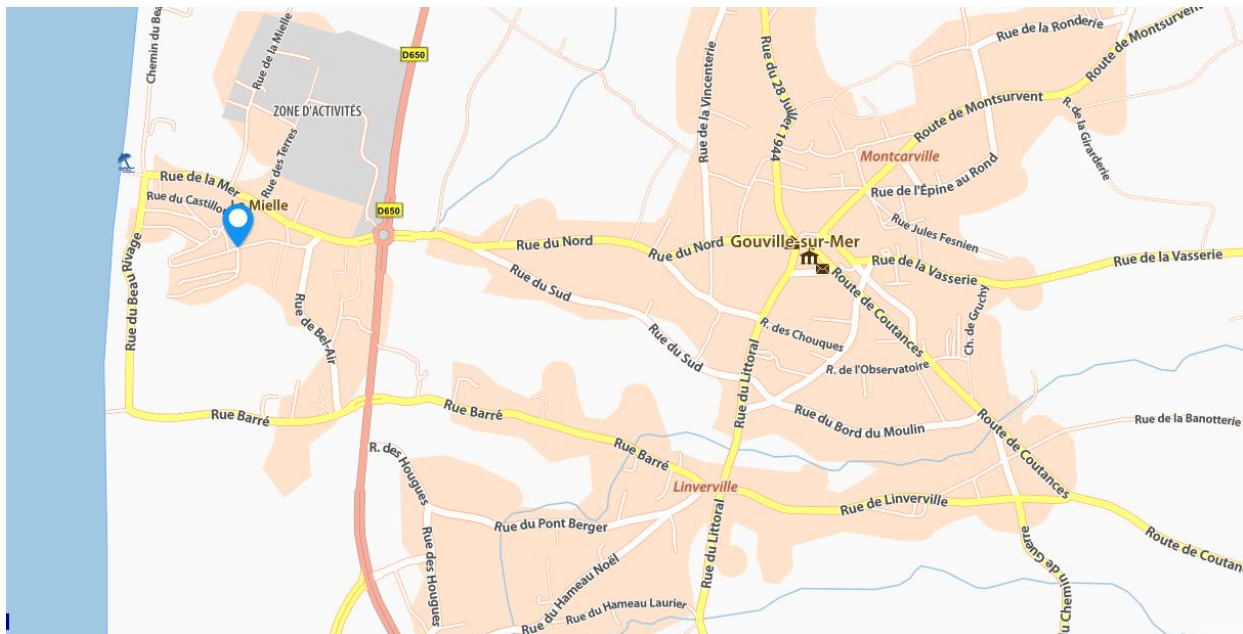 Chemin du Bea
Rue de la Mielle
D650
ZONE D'ACTIVITÉS
Rue des Terres
Rue de la Mer
Rue du Castillon
La Mielle
D650
Rue du Beau Rivage
Rue de Bel-Air
Rue Barré
Rue du Nord
Rue du Nord
Rue du Sud
Rue du Sud
Rue de la Vincenterie
Rue du 28 Juillet 1944
Rue de la Ronderie
Route de Montsurvent
Route de Montsurvent
R. de la Girarderie
Montcarville
Rue de l'Épine au Rond
Rue Jules Fesnien
Gouville-sur-Mer
Rue de la Vasserie
Rue de la Vasserie
Route de Coutances
Ch. de Gruchy
R. des Chouques
R. de l'Observatoire
Rue du Littoral
Rue du Bord du Moulin
Route de Coutances
Rue de la Banotterie
Rue Barré
Rue Barré
Linverville
Rue de Linverville
R. des Hougues
Rue du Pont Berger
Rue des Hougues
Rue du Hameau Noël
Rue du Hameau Laurier
Rue du Littoral
du Chemin de Guerre
Route de Coutan